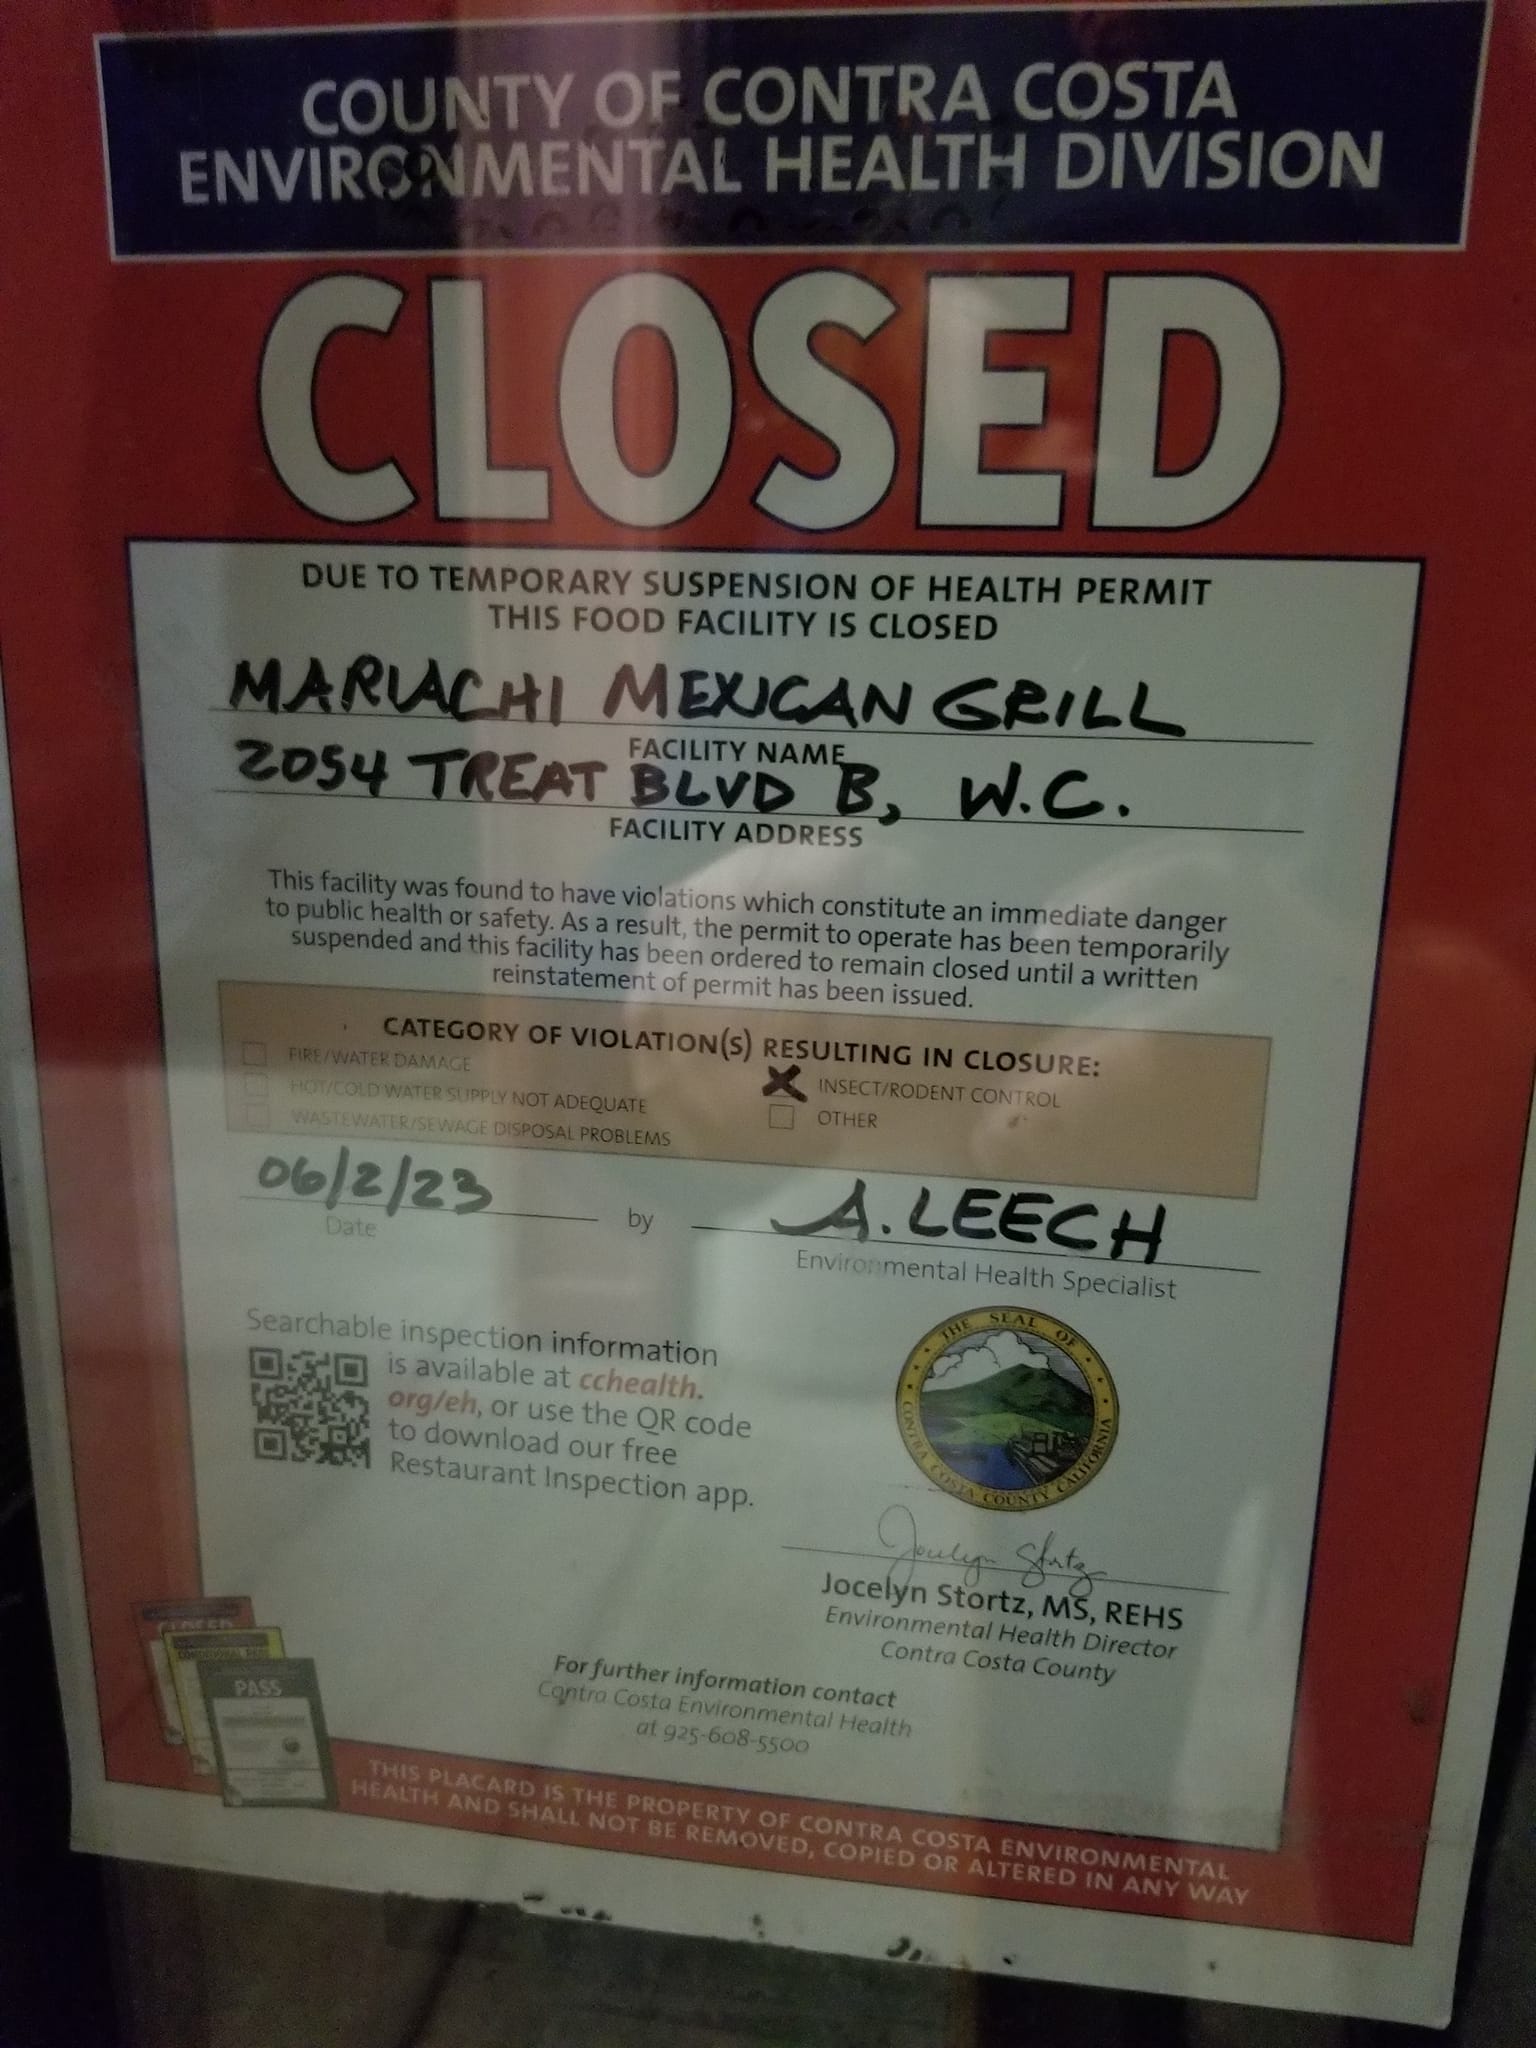 COUNTY OF CONTRA COSTA
ENVIRONMENTAL HEALTH DIVISION
CLOSED
DUE TO TEMPORARY SUSPENSION OF HEALTH PERMIT
THIS FOOD FACILITY IS CLOSED
MARIACHI MEXICAN GRILL
FACILITY NAME
2054 TREAT BLVD B, W.C.
FACILITY ADDRESS
This facility was found to have violations which constitute an immediate danger
to public health or safety. As a result, the permit to operate has been temporarily
suspended and this facility has been ordered to remain closed until a written
reinstatement of permit has been issued.
CATEGORY OF VIOLATION(S) RESULTING IN CLOSURE:
FIRE/WATER DAMAGE
HOT/COLD WATER SUPPLY NOT ADEQUATE
WASTEWATER/SEWAGE DISPOSAL PROBLEMS
X INSECT/RODENT CONTROL
OTHER
06/2/23 by A. LEECH
Date
Environmental Health Specialist
Searchable inspection information
is available at cchealth.
org/eh, or use the QR code
to download our free
Restaurant Inspection app.
THE SEAL OF
CONTRA COSTA COUNTY CALIFORNIA
Jocelyn Stortz
Jocelyn Stortz, MS, REHS
Environmental Health Director
Contra Costa County
For further information contact
Contra Costa Environmental Health
at 925-608-5500
CLOSED
CONDITIONAL PASS
PASS
THIS PLACARD IS THE PROPERTY OF CONTRA COSTA ENVIRONMENTAL
HEALTH AND SHALL NOT BE REMOVED, COPIED OR ALTERED IN ANY WAY